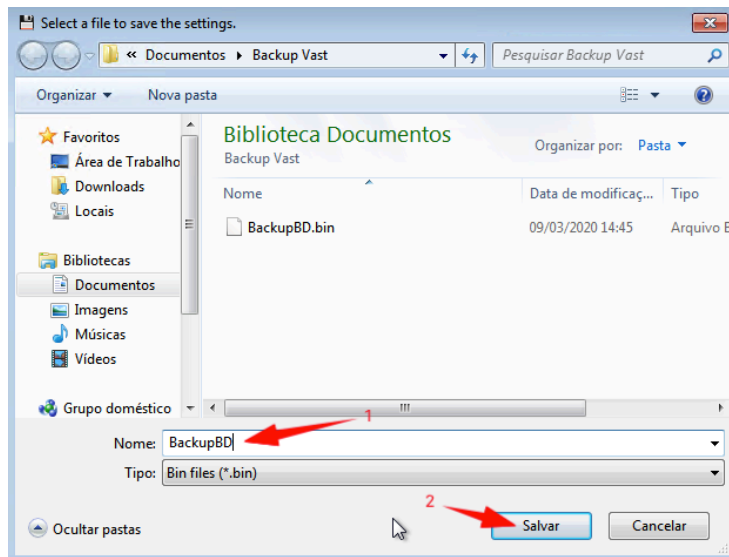 Select a file to save the settings.
« Documentos Backup Vast
Pesquisar Backup Vast
Organizar Nova pasta
Favoritos
Área de Trabalho
Downloads
Locais
Bibliotecas
Documentos
Imagens
Músicas
Vídeos
Grupo doméstico
Biblioteca Documentos
Backup Vast
Organizar por: Pasta
Nome Data de modificaç... Tipo
BackupBD.bin 09/03/2020 14:45 Arquivo B
1
Nome: BackupBD
Tipo: Bin files (*.bin)
2
Ocultar pastas Salvar Cancelar